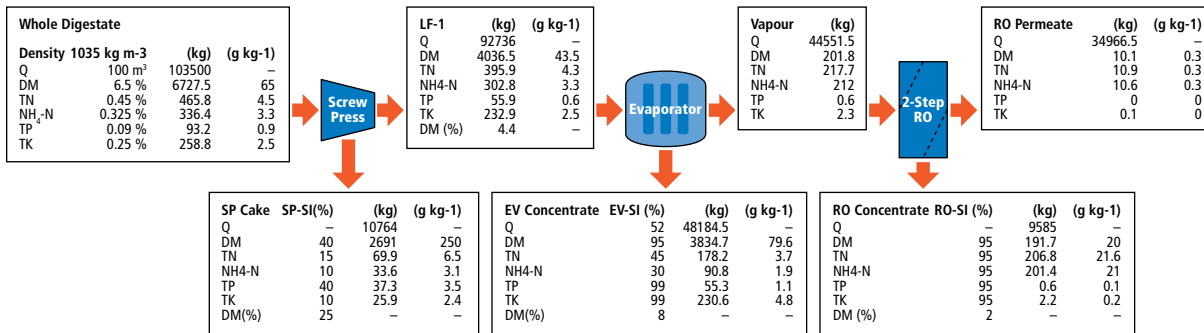 Whole Digestate
Density 1035 kg m-3 (kg) (g kg-1)
Q 100 m³ 103500 –
DM 6.5 % 6727.5 65
TN 0.45 % 465.8 4.5
NH₄-N 0.325 % 336.4 3.3
TP 0.09 % 93.2 0.9
TK 0.25 % 258.8 2.5
Screw
Press
LF-1 (kg) (g kg-1)
Q 92736 –
DM 4036.5 43.5
TN 395.9 4.3
NH4-N 302.8 3.3
TP 55.9 0.6
TK 232.9 2.5
DM (%) 4.4 –
Evaporator
Vapour (kg)
Q 44551.5
DM 201.8
TN 217.7
NH4-N 212
TP 0.6
TK 2.3
2-Step
RO
RO Permeate (kg) (g kg-1)
Q 34966.5 –
DM 10.1 0.3
TN 10.9 0.3
NH4-N 10.6 0.3
TP 0 0
TK 0.1 0
SP Cake SP-SI(%) (kg) (g kg-1)
Q – 10764 –
DM 40 2691 250
TN 15 69.9 6.5
NH4-N 10 33.6 3.1
TP 40 37.3 3.5
TK 10 25.9 2.4
DM(%) 25 – –
EV Concentrate EV-SI (%) (kg) (g kg-1)
Q 52 48184.5 –
DM 95 3834.7 79.6
TN 45 178.2 3.7
NH4-N 30 90.8 1.9
TP 99 55.3 1.1
TK 99 230.6 4.8
DM(%) 8 – –
RO Concentrate RO-SI (%) (kg) (g kg-1)
Q – 9585 –
DM 95 191.7 20
TN 95 206.8 21.6
NH4-N 95 201.4 21
TP 95 0.6 0.1
TK 95 2.2 0.2
DM (%) 2 – –